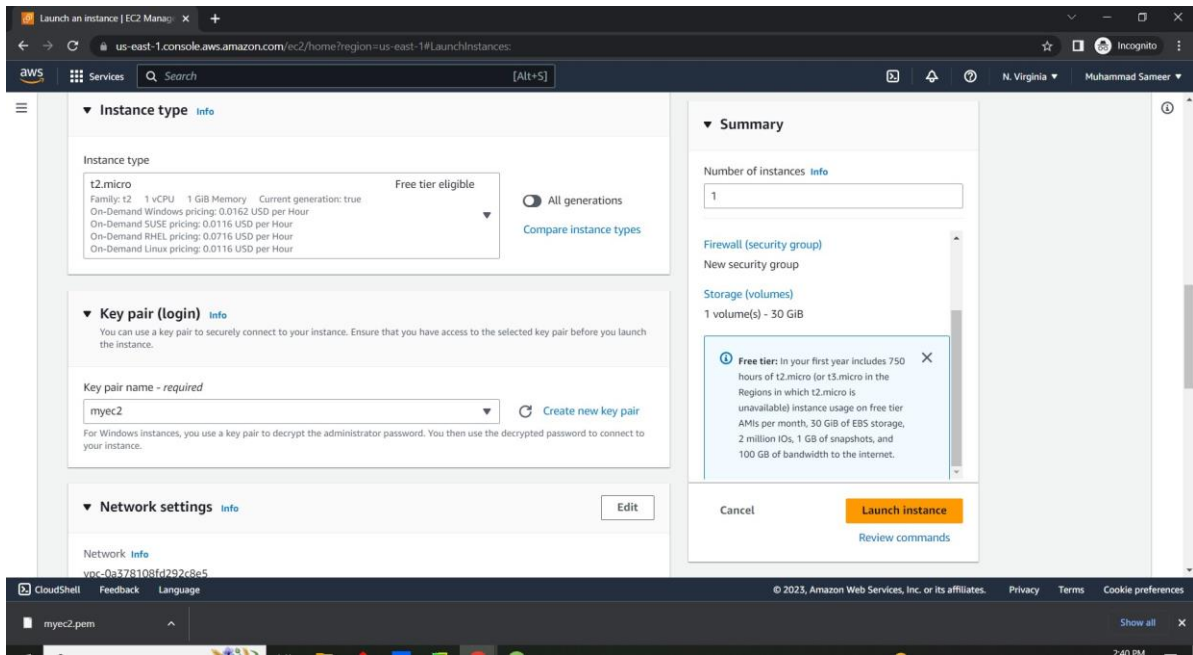 Launch an instance | EC2 Manag
us-east-1.console.aws.amazon.com/ec2/home?region=us-east-1#LaunchInstances:
Incognito
aws
Services
Search
[Alt+S]
N. Virginia
Muhammad Sameer
Instance type Info
Instance type
t2.micro
Free tier eligible
Family: t2 1 vCPU 1 GiB Memory Current generation: true
On-Demand Windows pricing: 0.0162 USD per Hour
On-Demand SUSE pricing: 0.0116 USD per Hour
On-Demand RHEL pricing: 0.0716 USD per Hour
On-Demand Linux pricing: 0.0116 USD per Hour
All generations
Compare instance types
Key pair (login) Info
You can use a key pair to securely connect to your instance. Ensure that you have access to the selected key pair before you launch
the instance.
Key pair name - required
myec2
Create new key pair
For Windows instances, you use a key pair to decrypt the administrator password. You then use the decrypted password to connect to
your instance.
Network settings Info
Edit
Network Info
vpc-0a378108fd292c8e5
Summary
Number of instances Info
1
Firewall (security group)
New security group
Storage (volumes)
1 volume(s) - 30 GiB
Free tier: In your first year includes 750
hours of t2.micro (or t3.micro in the
Regions in which t2.micro is
unavailable) instance usage on free tier
AMIs per month, 30 GiB of EBS storage,
2 million IOs, 1 GB of snapshots, and
100 GB of bandwidth to the internet.
Cancel
Launch instance
Review commands
CloudShell
Feedback
Language
© 2023, Amazon Web Services, Inc. or its affiliates.
Privacy
Terms
Cookie preferences
myec2.pem
Show all
2:40 PM